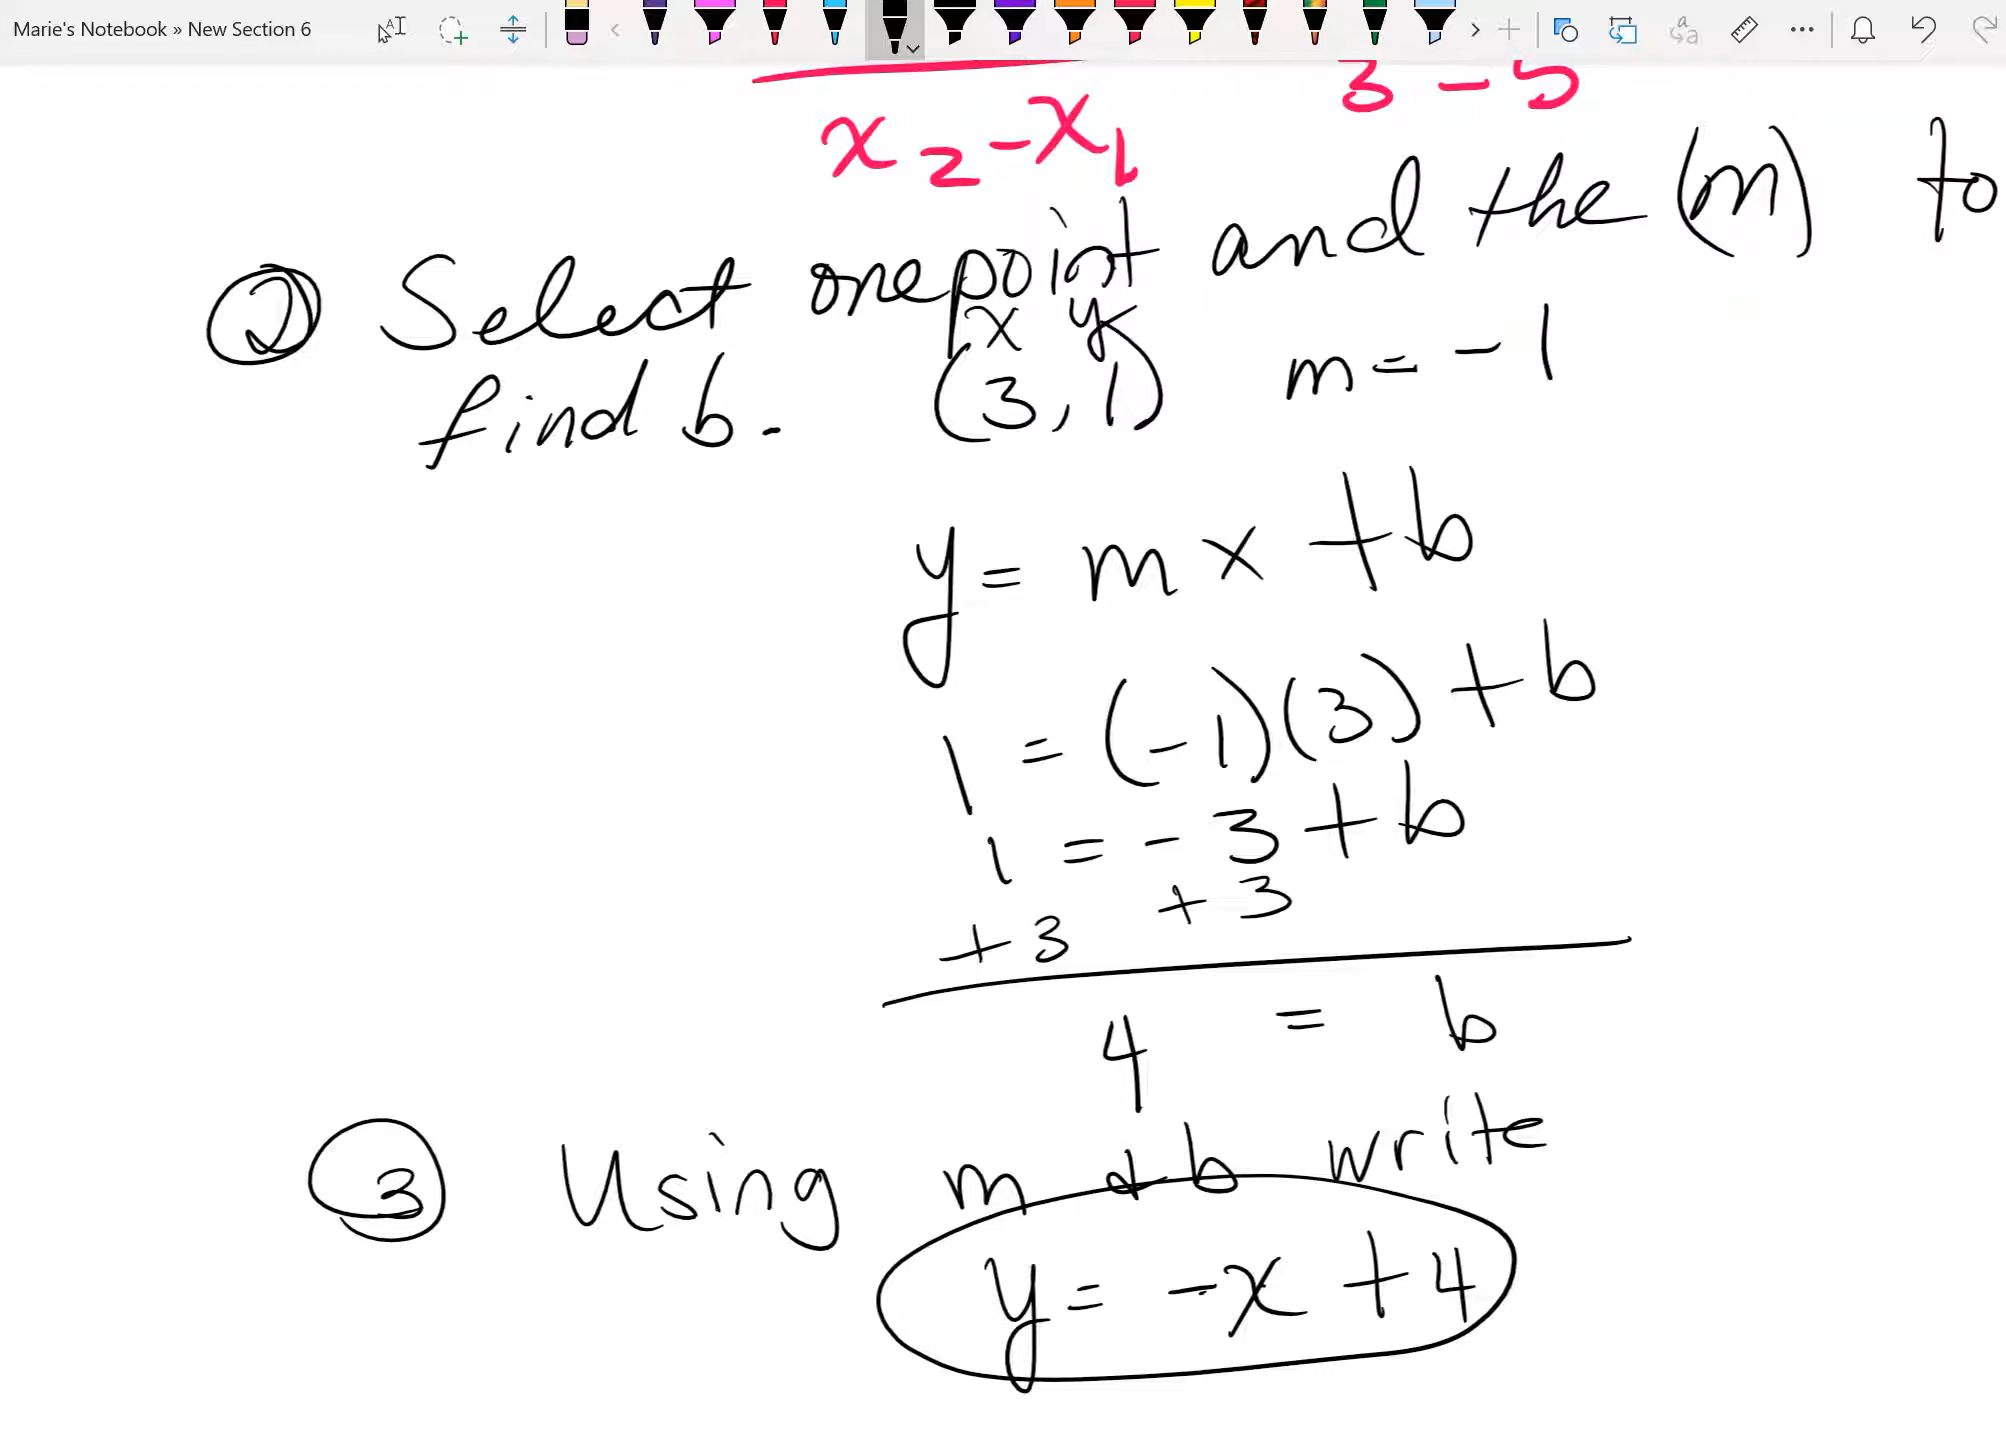 Marie's Notebook » New Section 6
x2 - x1 3 - 5
② Select one point and the (m) to
find b. x y
(3, 1) m = -1
y = mx + b
1 = (-1)(3) + b
1 = -3 + b
+3 +3
4 = b
③ Using m + b write
y = -x + 4